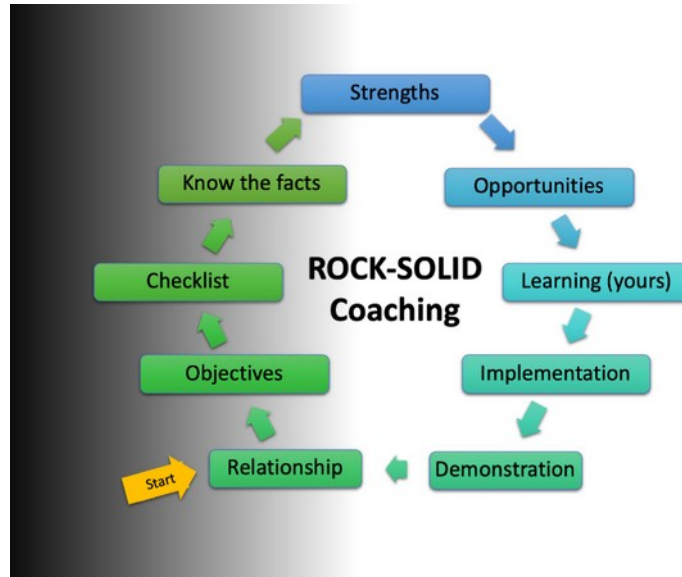 Strengths
Know the facts
Opportunities
Checklist
ROCK-SOLID
Coaching
Learning (yours)
Objectives
Implementation
Start
Relationship
Demonstration